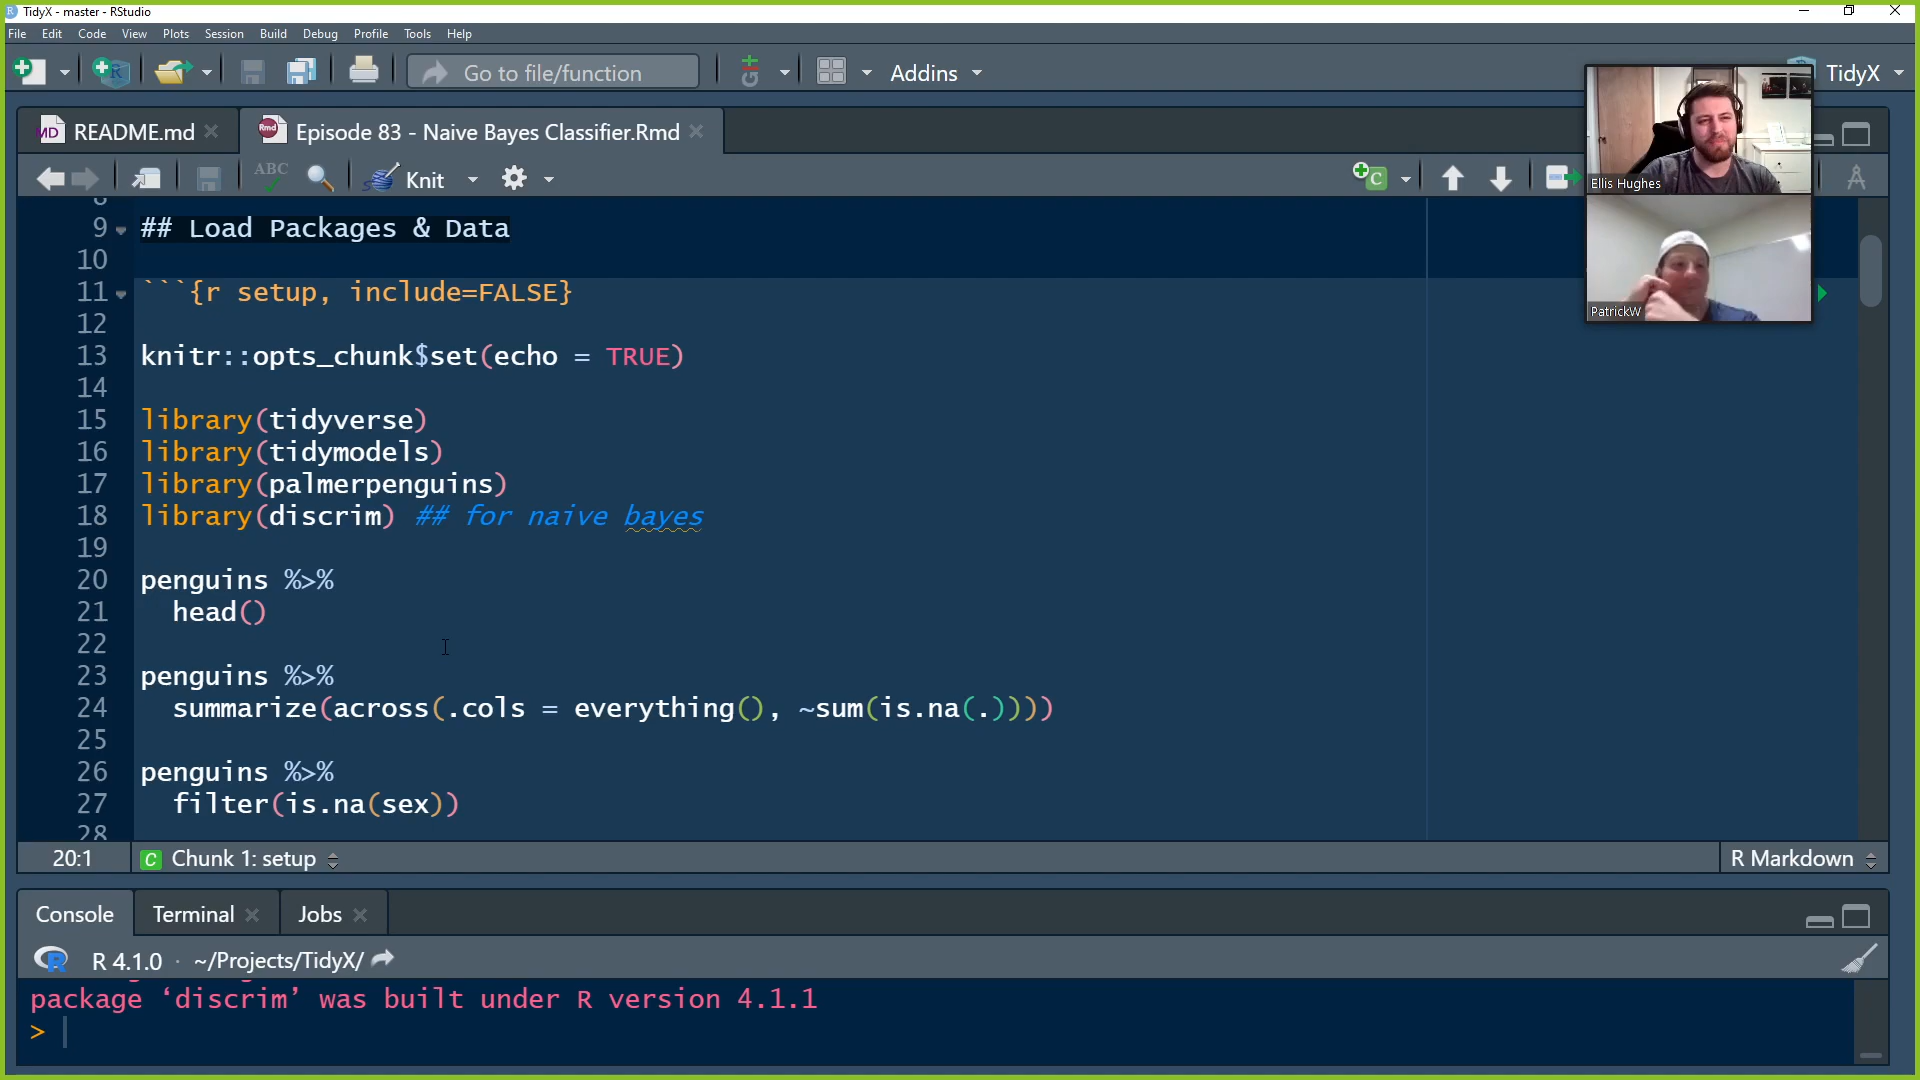 TidyX - master - RStudio
File Edit Code View Plots Session Build Debug Profile Tools Help
Go to file/function Addins TidyX
README.md Episode 83 - Naive Bayes Classifier.Rmd
ABC Knit
Ellis Hughes
PatrickW
8
9 ## Load Packages & Data
10
11 ```{r setup, include=FALSE}
12
13 knitr::opts_chunk$set(echo = TRUE)
14
15 library(tidyverse)
16 library(tidymodels)
17 library(palmerpenguins)
18 library(discrim) ## for naive bayes
19
20 penguins %>%
21 head()
22
23 penguins %>%
24 summarize(across(.cols = everything(), ~sum(is.na(.))))
25
26 penguins %>%
27 filter(is.na(sex))
28
20:1 C Chunk 1: setup R Markdown
Console Terminal Jobs
R 4.1.0 · ~/Projects/TidyX/
package ‘discrim’ was built under R version 4.1.1
>